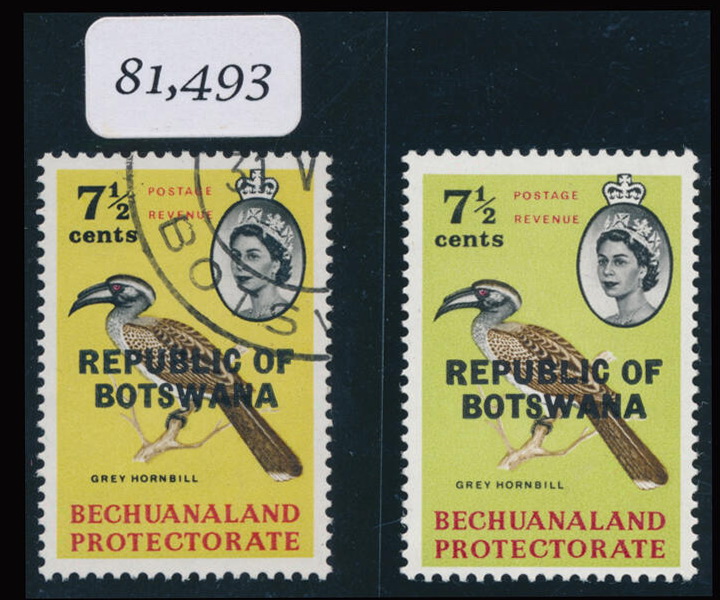 81,493
7½ cents
POSTAGE
REVENUE
REPUBLIC OF
BOTSWANA
GREY HORNBILL
BECHUANALAND
PROTECTORATE
7½ cents
POSTAGE
REVENUE
REPUBLIC OF
BOTSWANA
GREY HORNBILL
BECHUANALAND
PROTECTORATE